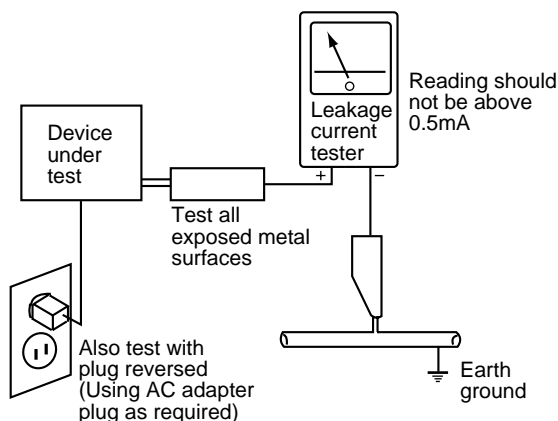 Device
under
test
Leakage
current
tester
+ −
Reading should
not be above
0.5mA
Test all
exposed metal
surfaces
Also test with
plug reversed
(Using AC adapter
plug as required)
Earth
ground